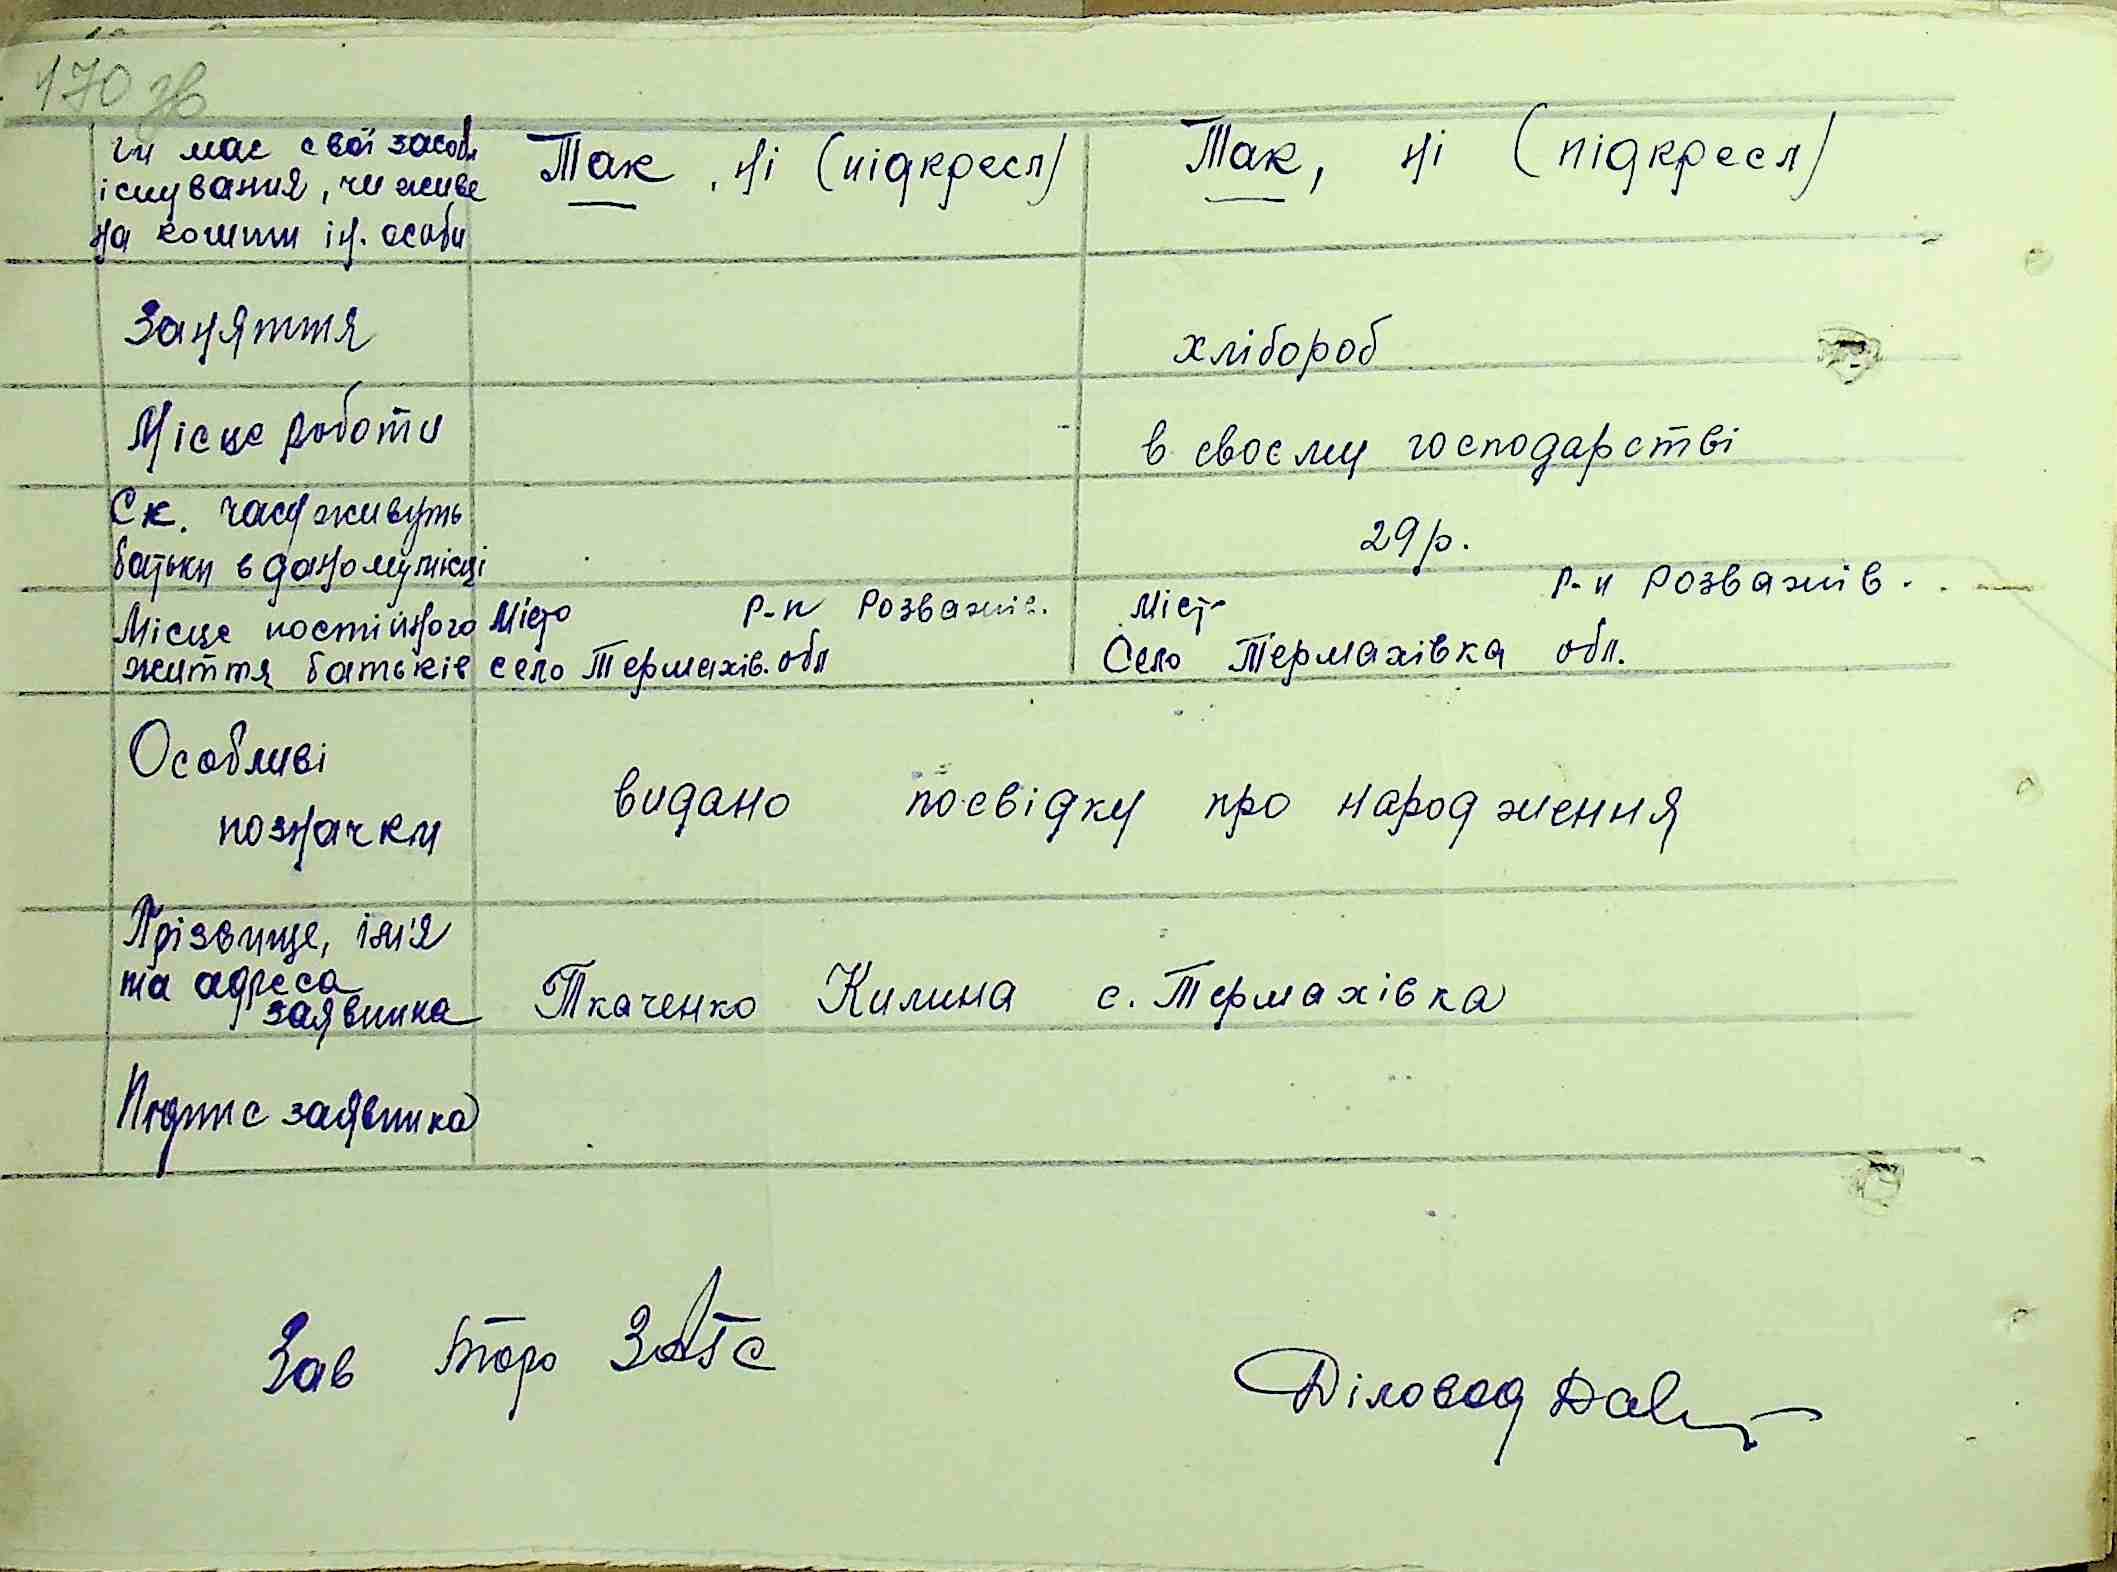 170 зв
чи має свої засоби
існування, чи живе
на кошти ін. особи
Так, ні (підкресл)
Так, ні (підкресл)
Заняття
хлібороб
Місце роботи
в своєму господарстві
Ск. часу живуть
батьки в даному місці
29 р.
Місце постійного
життя батьків
Місто р-н Розважів.
село Термахів. обл
Міст р-н Розважів.
Село Термахівка обл.
Особливі
позначки
видано посвідку про народження
Прізвище, ім'я
та адреса
заявника
Ткаченко Килина с. Термахівка
Підпис заявника
Зав Бюро ЗАГС
Діловод